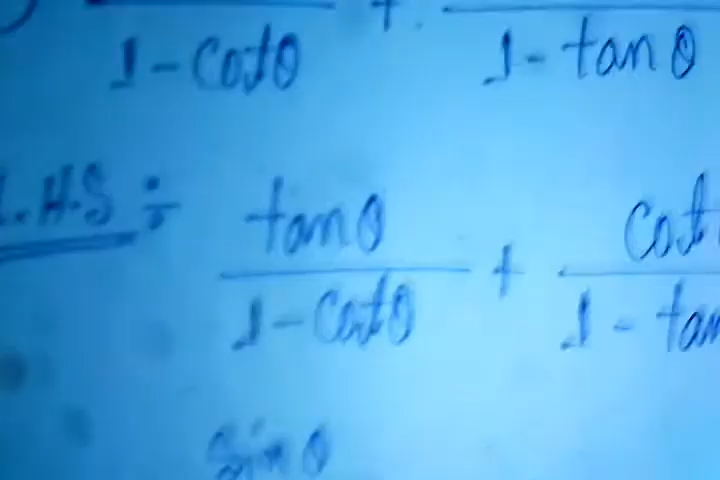 +
1 - cotθ 1 - tanθ
L.H.S ÷ tanθ + cot
1 - cotθ 1 - tan
sinθ